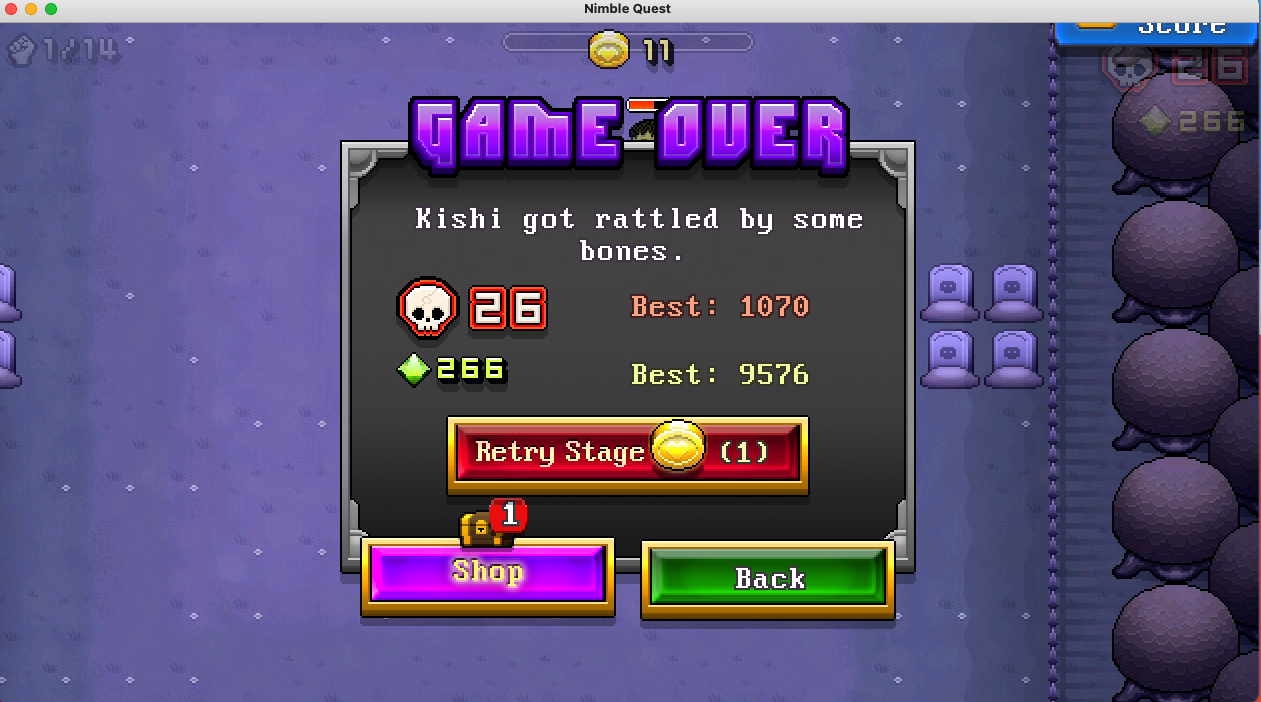 Nimble Quest
1/14
11
Score
26
266
GAME OVER
Kishi got rattled by some
bones.
26
Best: 1070
266
Best: 9576
Retry Stage (1)
1
Shop
Back